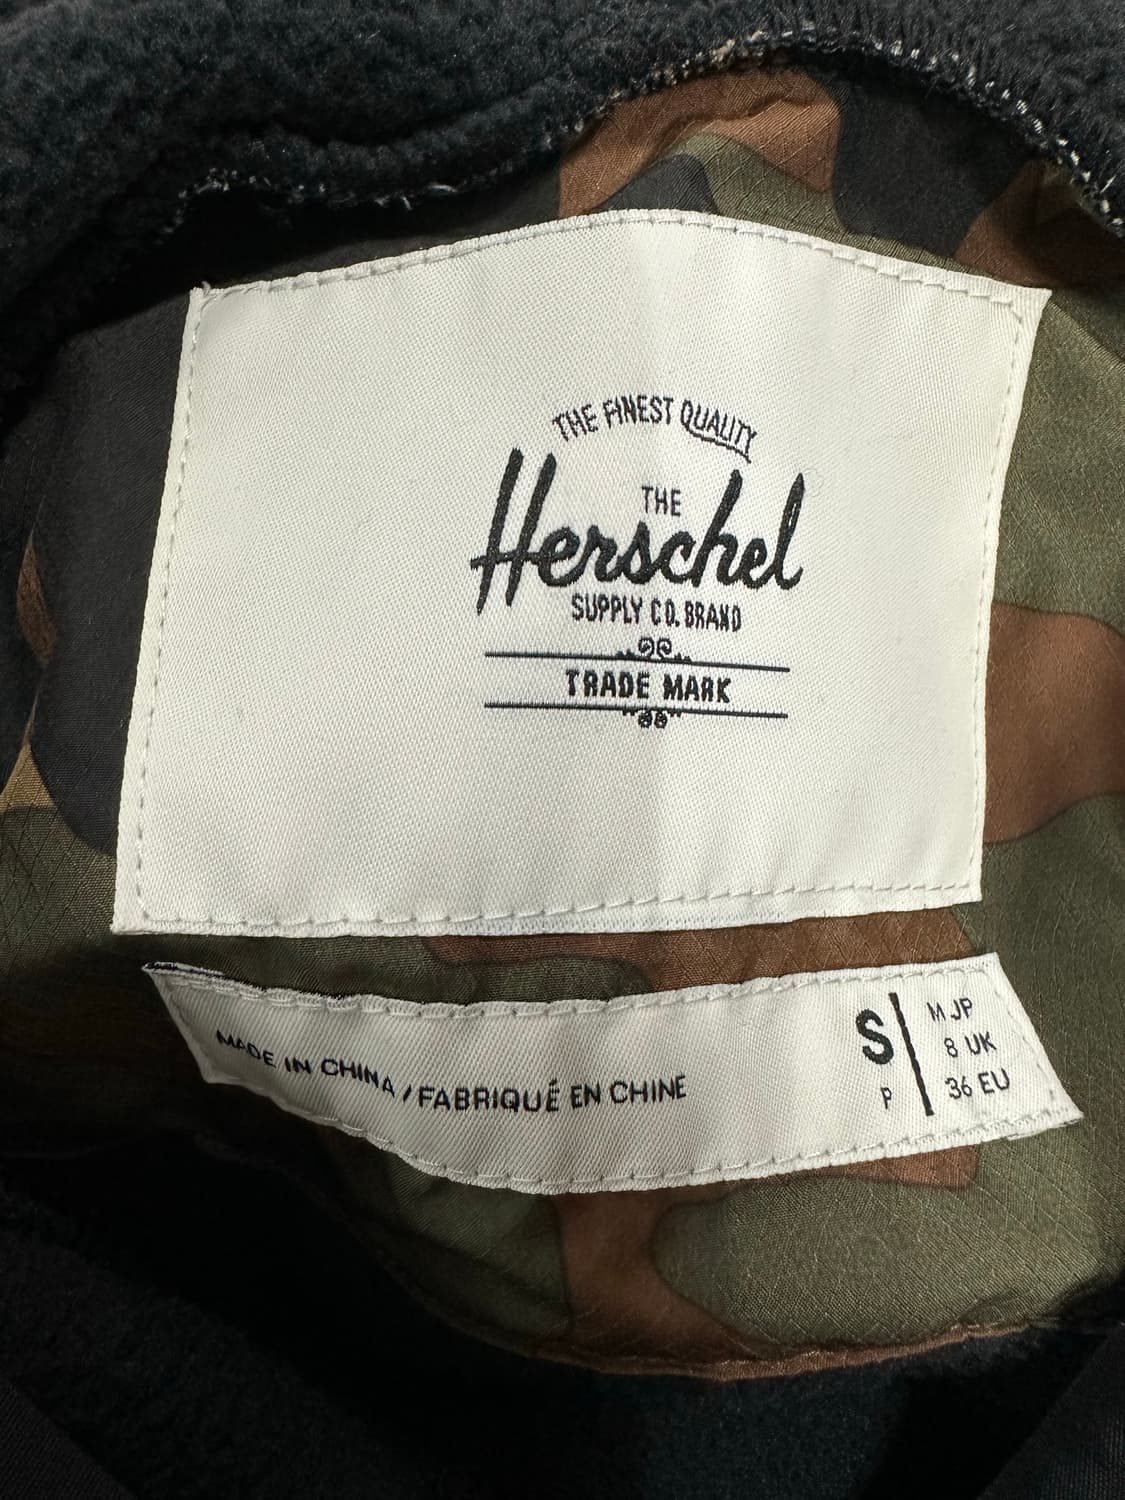 THE FINEST QUALITY
THE
Herschel
SUPPLY CO. BRAND
TRADE MARK
MADE IN CHINA / FABRIQUÉ EN CHINE
S
P
M JP
8 UK
36 EU